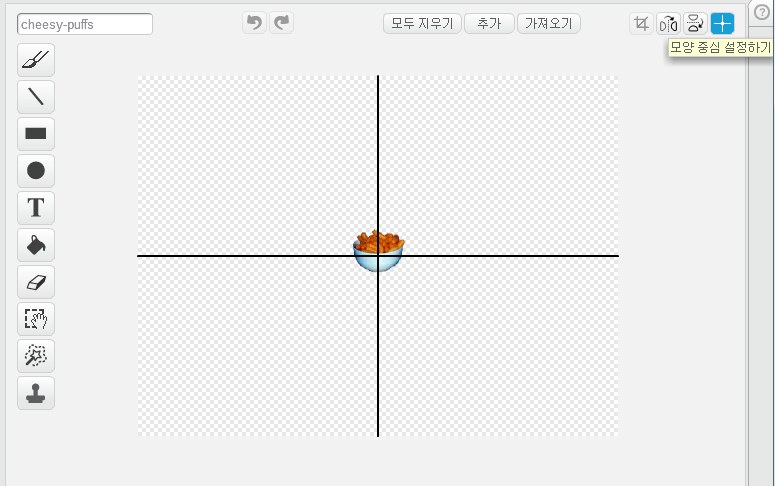 cheesy-puffs
모두 지우기
추가
가져오기
모양 중심 설정하기
T